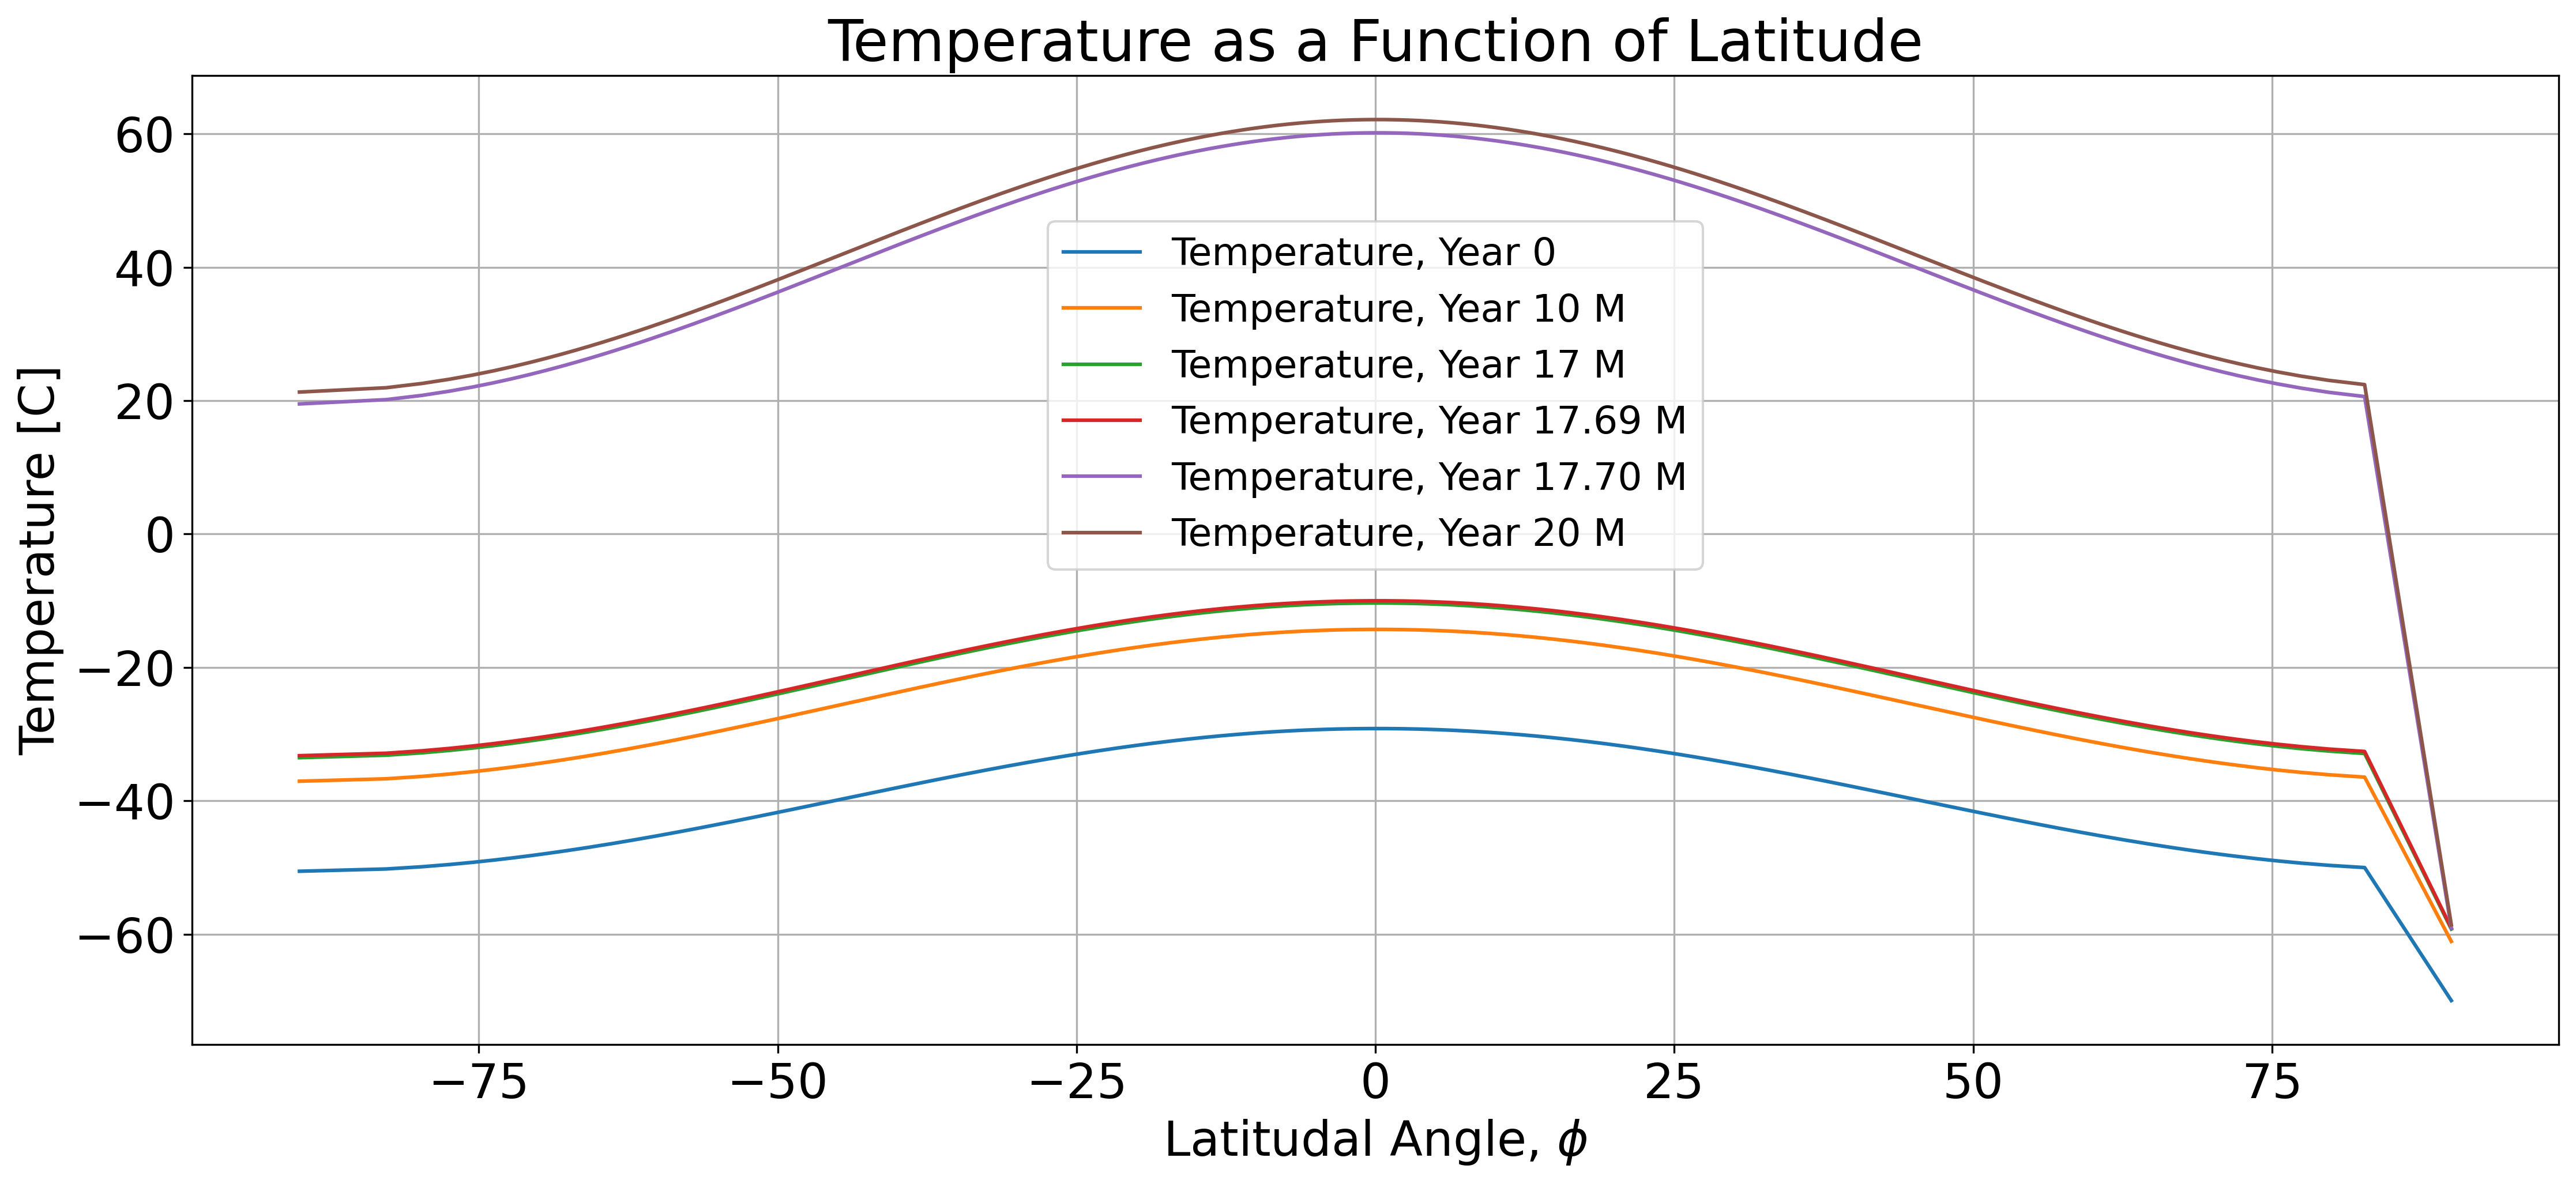 Temperature as a Function of Latitude
60
40
20
0
−20
−40
−60
Temperature [C]
Temperature, Year 0
Temperature, Year 10 M
Temperature, Year 17 M
Temperature, Year 17.69 M
Temperature, Year 17.70 M
Temperature, Year 20 M
−75 −50 −25 0 25 50 75
Latitudal Angle, ϕ